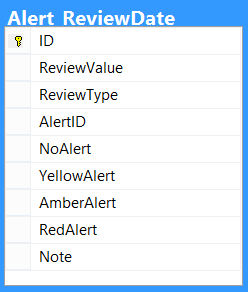 Alert_ReviewDate
ID
ReviewValue
ReviewType
AlertID
NoAlert
YellowAlert
AmberAlert
RedAlert
Note